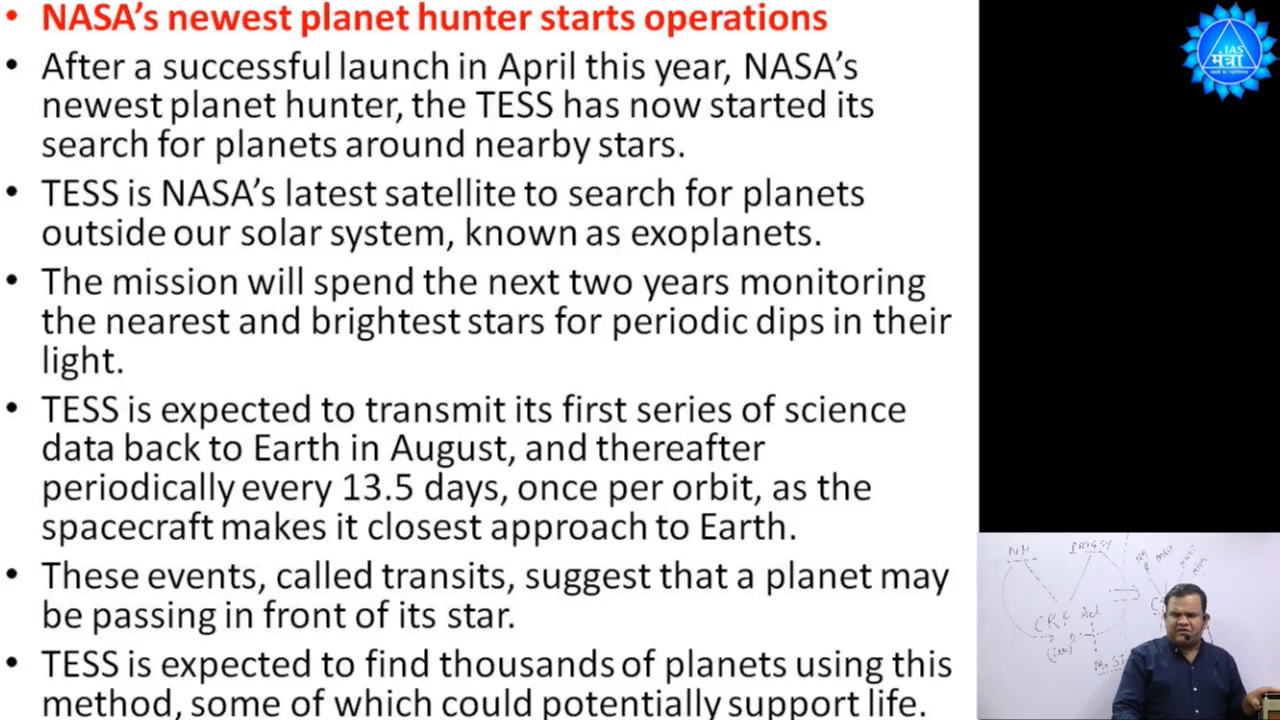 • NASA's newest planet hunter starts operations
• After a successful launch in April this year, NASA's
newest planet hunter, the TESS has now started its
search for planets around nearby stars.
• TESS is NASA's latest satellite to search for planets
outside our solar system, known as exoplanets.
• The mission will spend the next two years monitoring
the nearest and brightest stars for periodic dips in their
light.
• TESS is expected to transmit its first series of science
data back to Earth in August, and thereafter
periodically every 13.5 days, once per orbit, as the
spacecraft makes it closest approach to Earth.
• These events, called transits, suggest that a planet may
be passing in front of its star.
• TESS is expected to find thousands of planets using this
method, some of which could potentially support life.
IAS
मंत्रा
NH